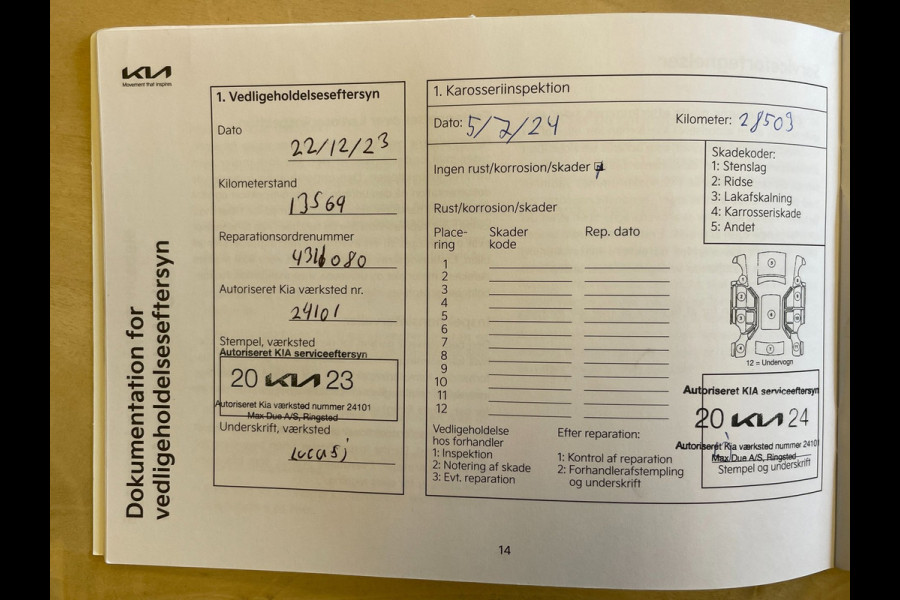 KIA
Movement that inspires
Dokumentation for
vedligeholdelseseftersyn
1. Vedligeholdelseseftersyn
Dato
22/12/23
Kilometerstand
13569
Reparationsordrenummer
080
Autoriseret Kia værksted nr.
24101
Stempel, værksted
Autoriseret KIA serviceeftersyn
20 KIA 23
Autoriseret Kia værksted nummer 24101
Max Due A/S, Ringsted
Underskrift, værksted
1. Karosseriinspektion
Dato: 5/7/24
Kilometer: 28503
Ingen rust/korrosion/skader
Rust/korrosion/skader
Skadekoder:
1: Stenslag
2: Ridse
3: Lakafskalning
4: Karrosseriskade
5: Andet
Place-
ring
Skader
kode
Rep. dato
1
2
3
4
5
6
7
8
9
10
11
12
12 = Undervogn
Vedligeholdelse
hos forhandler
1: Inspektion
2: Notering af skade
3: Evt. reparation
Efter reparation:
1: Kontrol af reparation
2: Forhandlerafstempling
og underskrift
Autoriseret KIA serviceeftersyn
20 KIA 24
Autoriseret Kia værksted nummer 24101
Max Due A/S, Ringsted
Stempel og underskrift
14